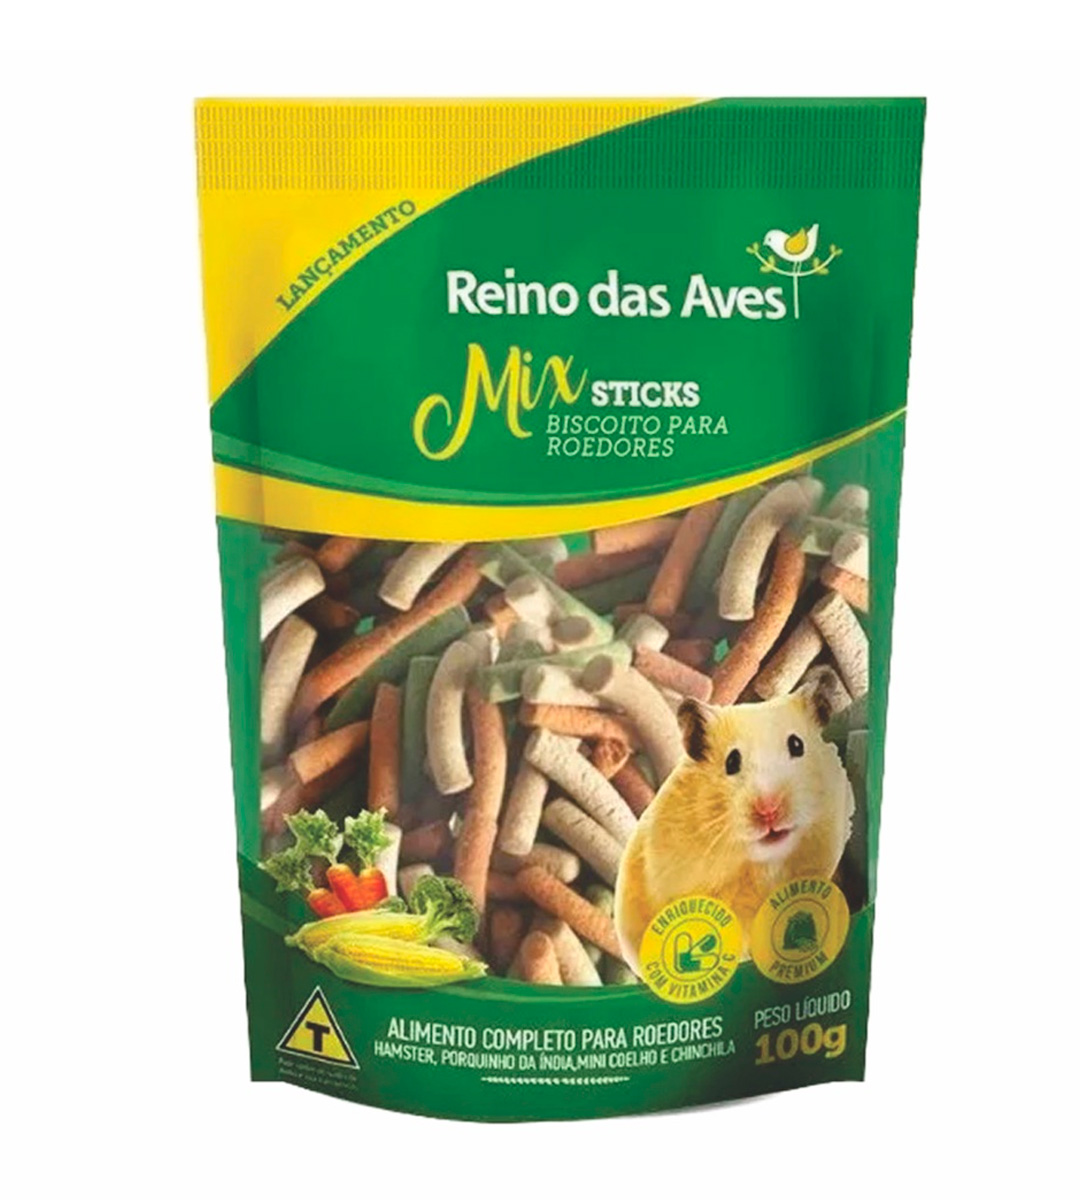 LANÇAMENTO
Reino das Aves
Mix STICKS
BISCOITO PARA
ROEDORES
ENRIQUECIDO
COM VITAMINA C
ALIMENTO
PREMIUM
T
ALIMENTO COMPLETO PARA ROEDORES
HAMSTER, PORQUINHO DA ÍNDIA,MINI COELHO E CHINCHILA
PESO LÍQUIDO
100g